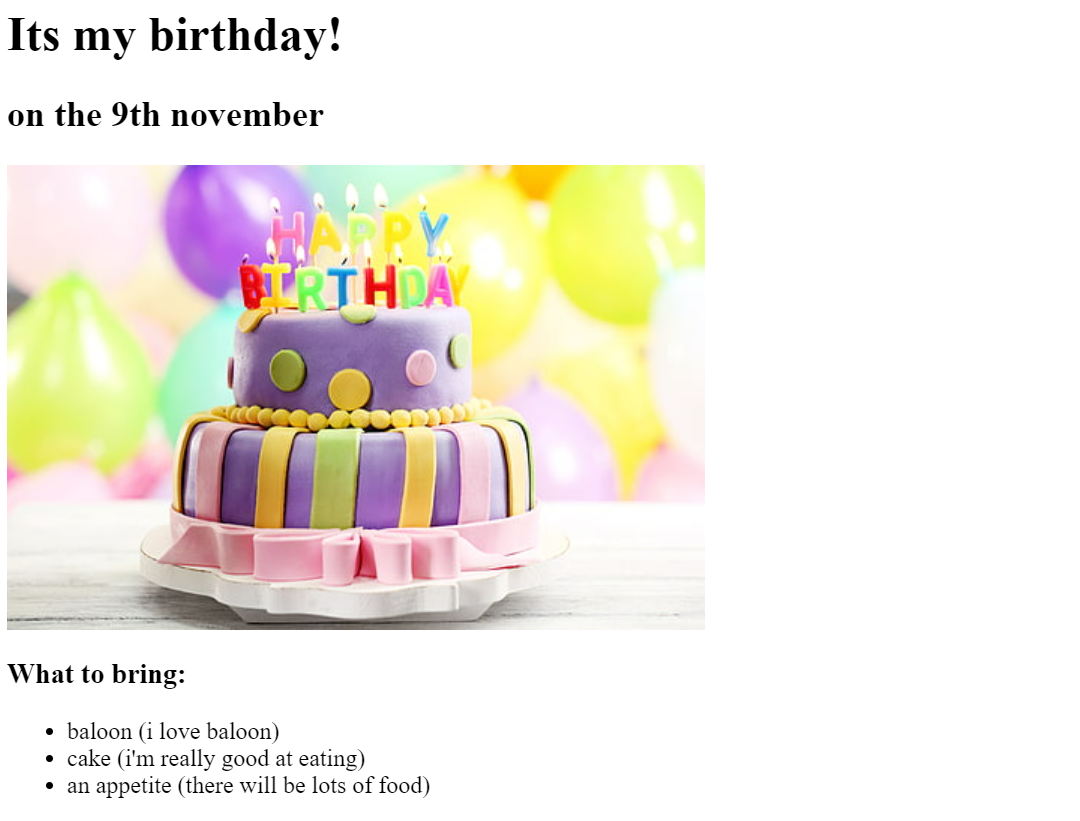 Its my birthday!
on the 9th november
HAPPY
BIRTHDAY
What to bring:
baloon (i love baloon)
cake (i'm really good at eating)
an appetite (there will be lots of food)